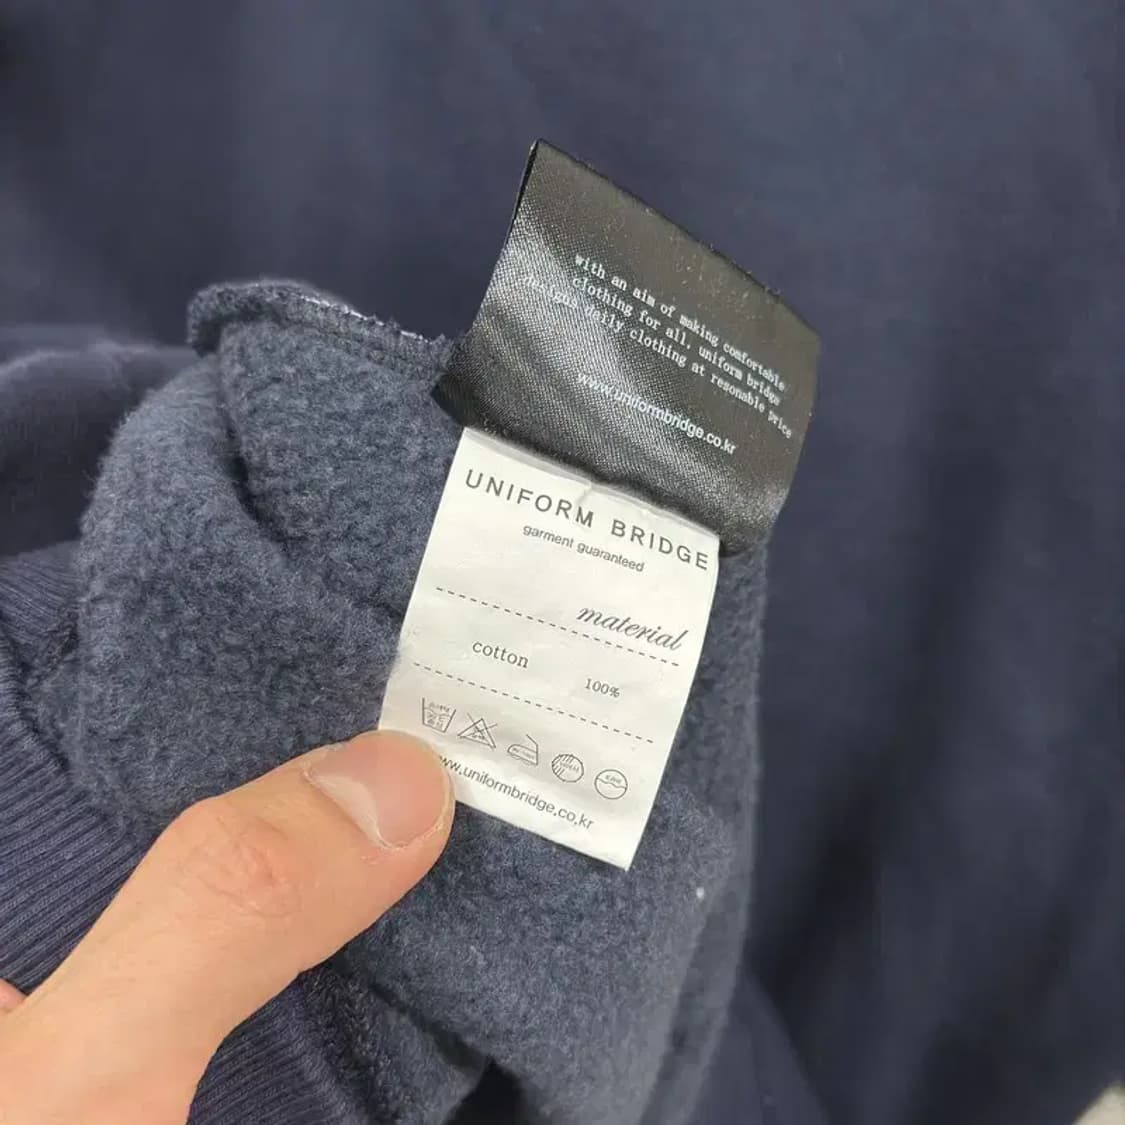 with an aim of making comfortable
clothing for all, uniform bridge
designs daily clothing at resonable price
www.uniformbridge.co.kr
UNIFORM BRIDGE
garment guaranteed
material
cotton 100%
www.uniformbridge.co.kr